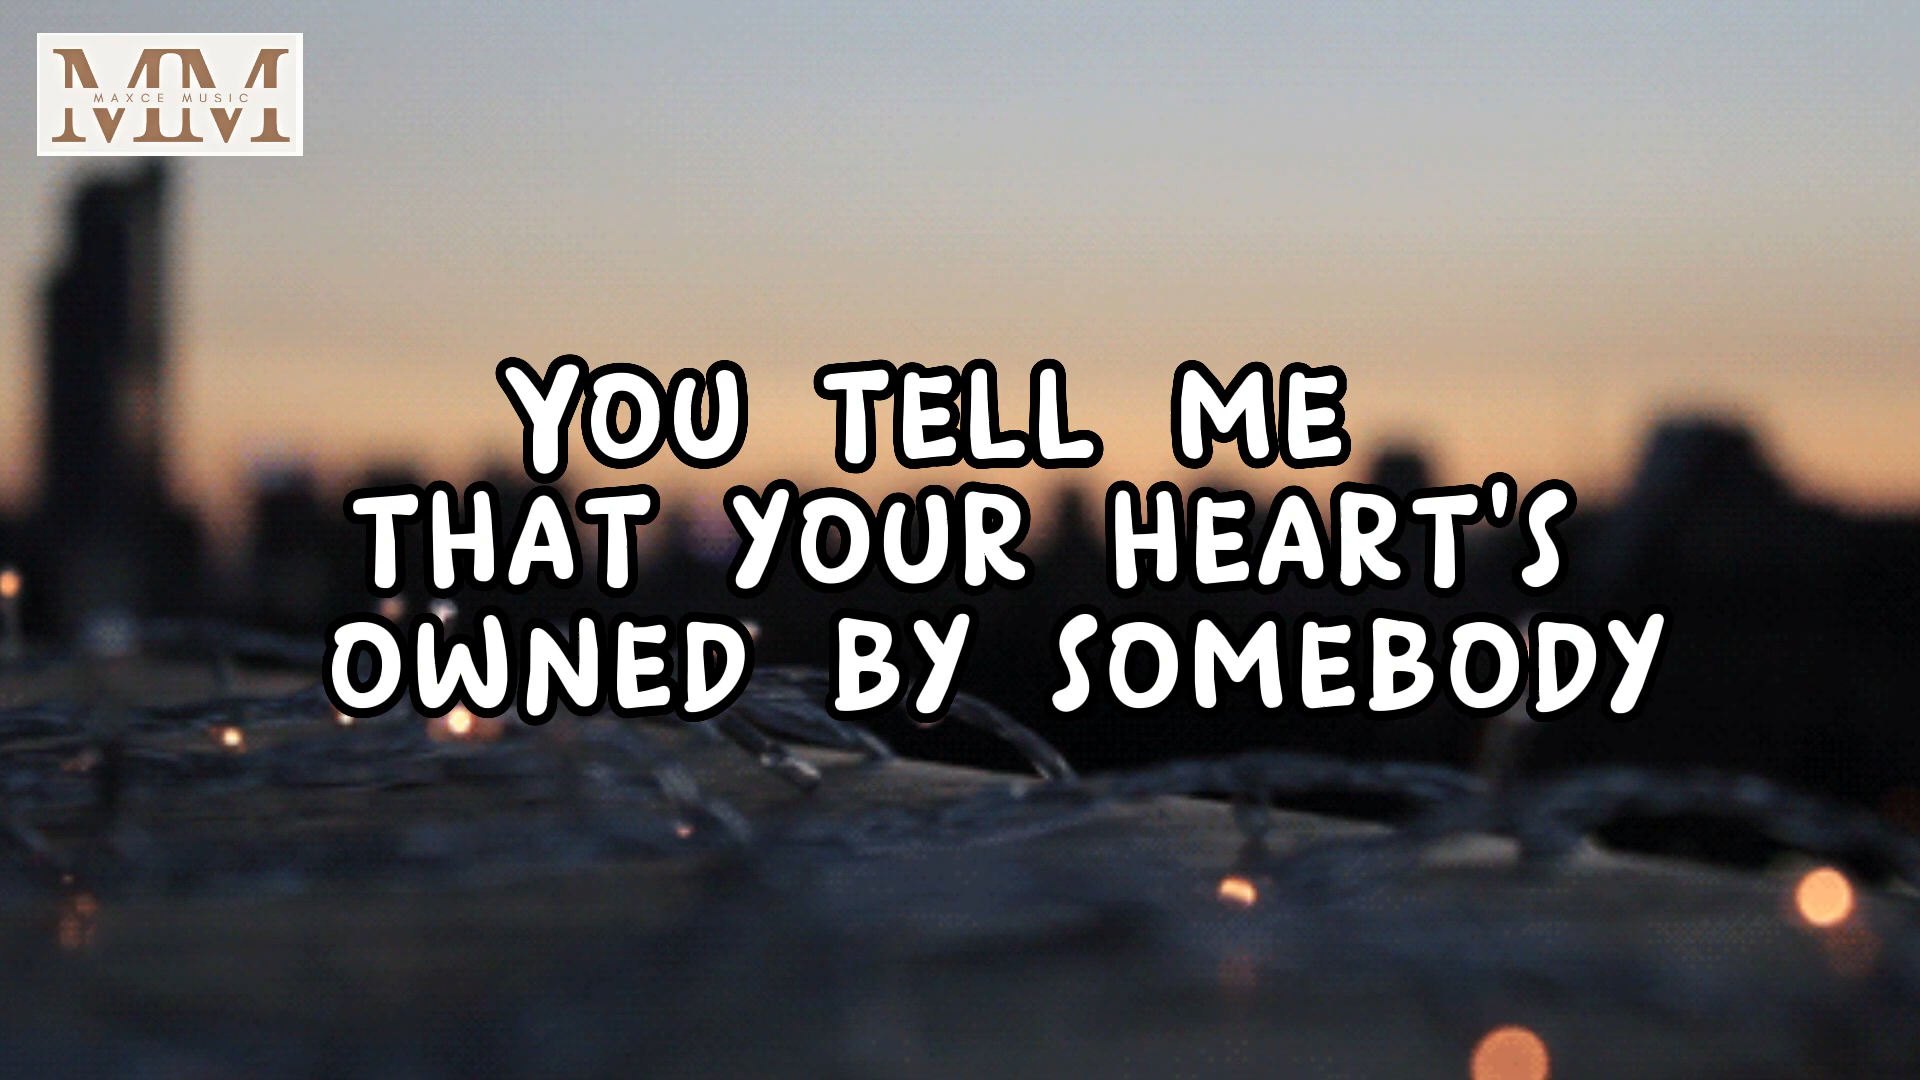 MM
MAXCE MUSIC
YOU TELL ME
THAT YOUR HEART'S
OWNED BY SOMEBODY